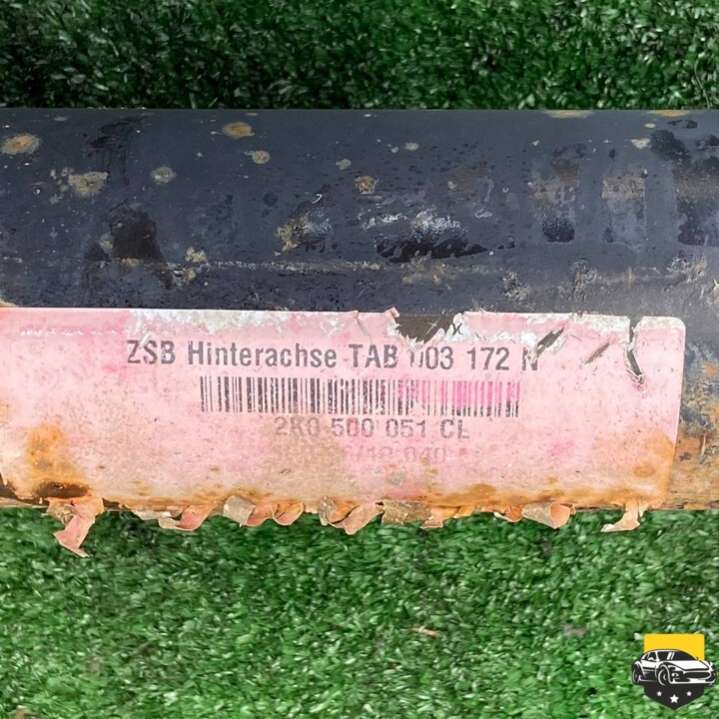 ZSB Hinterachse TAB 003 172 N
2K0 500 051 CL